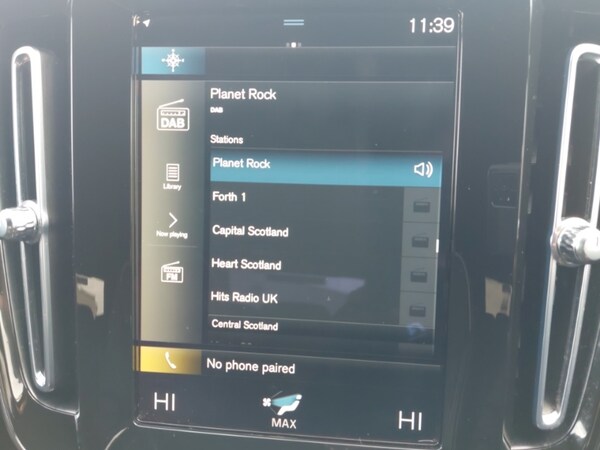 11:39
Planet Rock
DAB
DAB
Stations
Planet Rock
Library
Forth 1
Capital Scotland
Now playing
Heart Scotland
FM
Hits Radio UK
Central Scotland
No phone paired
HI
MAX
HI